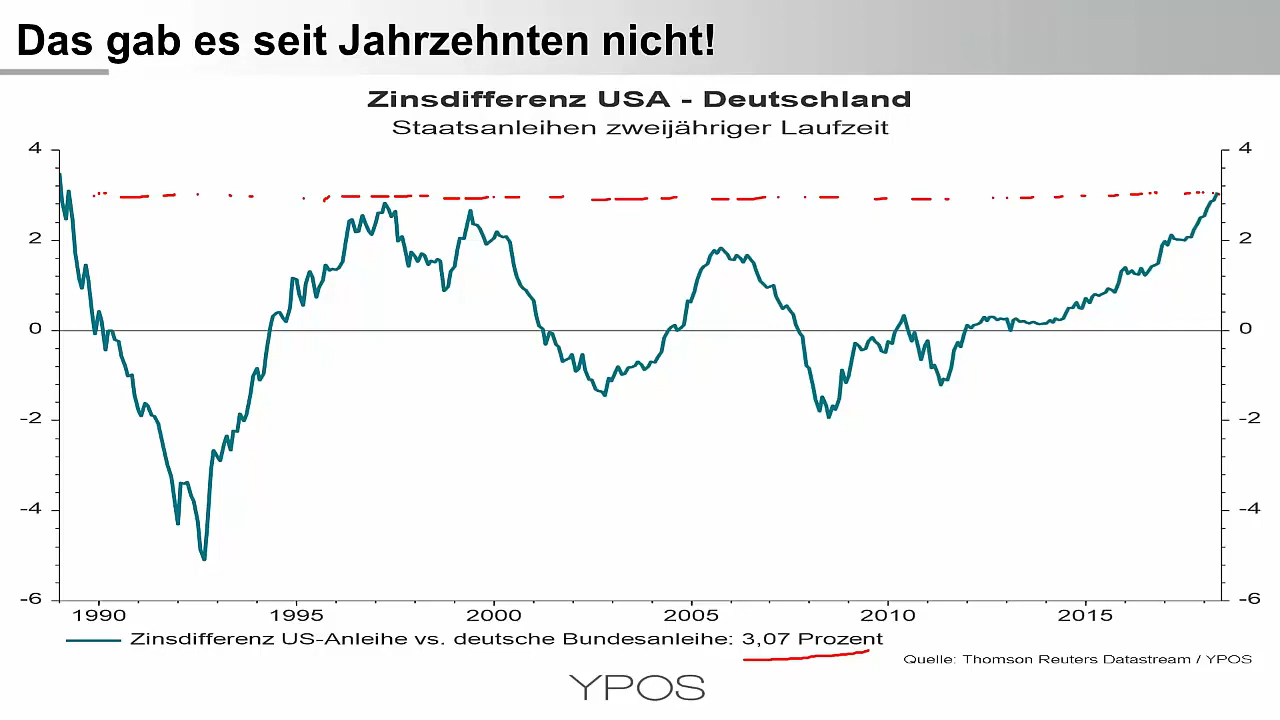 Das gab es seit Jahrzehnten nicht!
Zinsdifferenz USA - Deutschland
Staatsanleihen zweijähriger Laufzeit
4 4
2 2
0 0
-2 -2
-4 -4
-6 -6
1990 1995 2000 2005 2010 2015
Zinsdifferenz US-Anleihe vs. deutsche Bundesanleihe: 3,07 Prozent
Quelle: Thomson Reuters Datastream / YPOS
YPOS